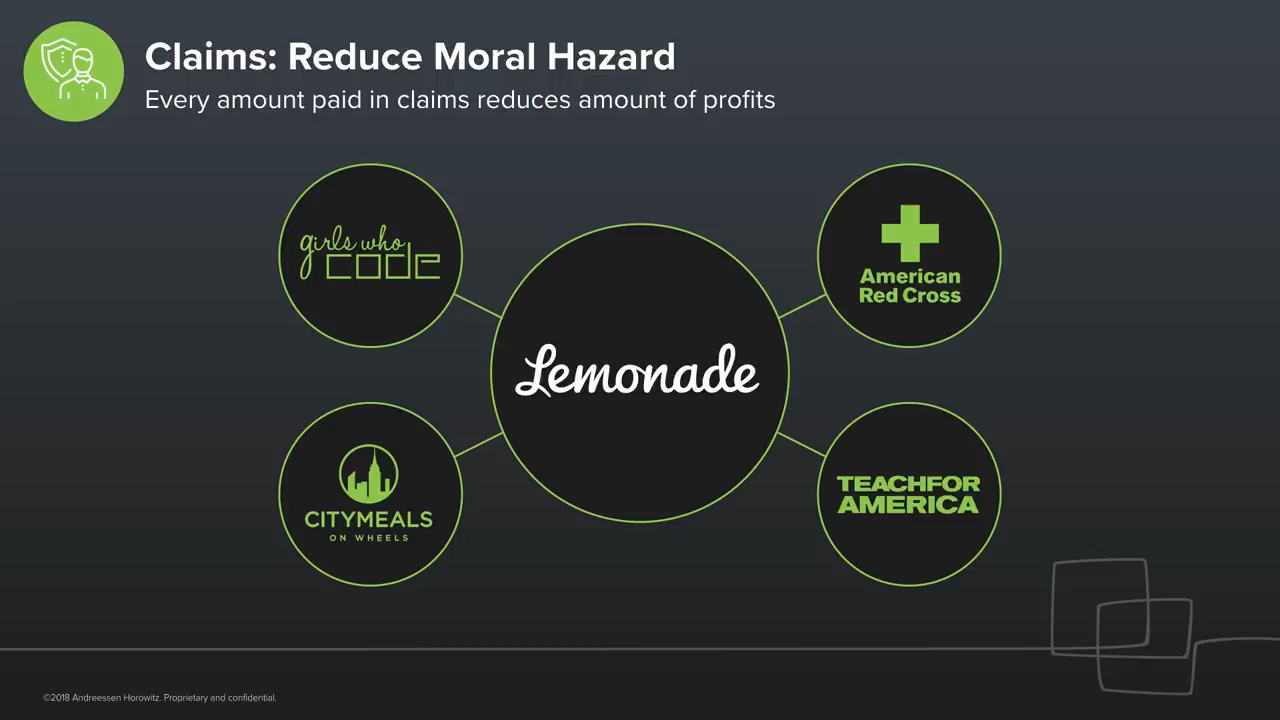 Claims: Reduce Moral Hazard
Every amount paid in claims reduces amount of profits
girls who
code
American
Red Cross
Lemonade
CITYMEALS
ON WHEELS
TEACHFOR
AMERICA
©2018 Andreessen Horowitz. Proprietary and confidential.